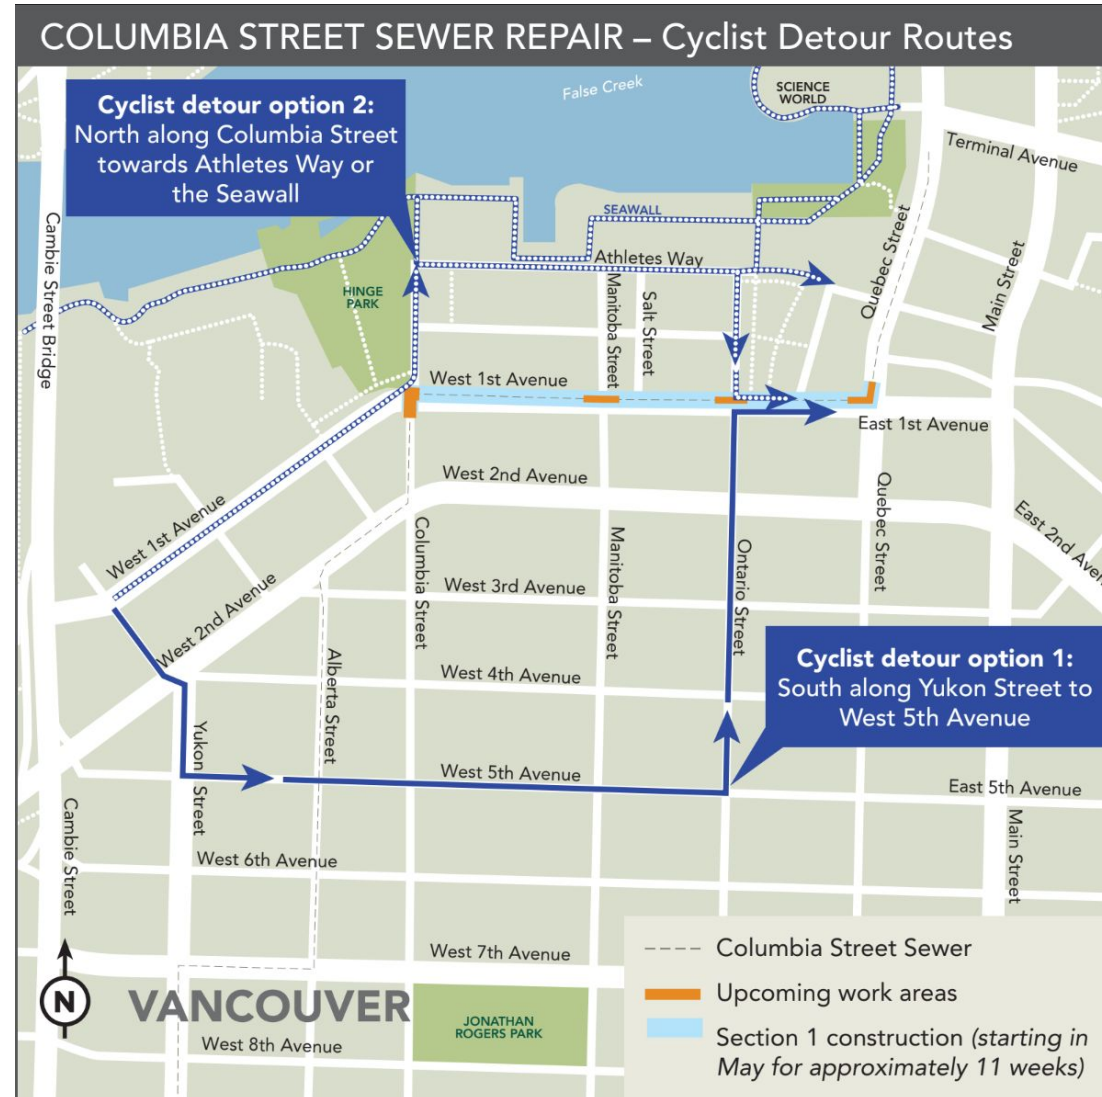 COLUMBIA STREET SEWER REPAIR – Cyclist Detour Routes
Cyclist detour option 2:
North along Columbia Street
towards Athletes Way or
the Seawall
False Creek
SCIENCE
WORLD
Terminal Avenue
Cambie Street Bridge
SEAWALL
Athletes Way
Quebec Street
Main Street
HINGE
PARK
Manitoba Street
Salt Street
West 1st Avenue
East 1st Avenue
West 2nd Avenue
West 1st Avenue
Quebec Street
East 2nd Aven
Columbia Street
Manitoba Street
Ontario Street
West 3rd Avenue
West 2nd Avenue
Alberta Street
West 4th Avenue
Cyclist detour option 1:
South along Yukon Street to
West 5th Avenue
Yukon Street
West 5th Avenue
East 5th Avenue
Cambie Street
Main Street
West 6th Avenue
West 7th Avenue
N
VANCOUVER
JONATHAN
ROGERS PARK
West 8th Avenue
Columbia Street Sewer
Upcoming work areas
Section 1 construction (starting in
May for approximately 11 weeks)